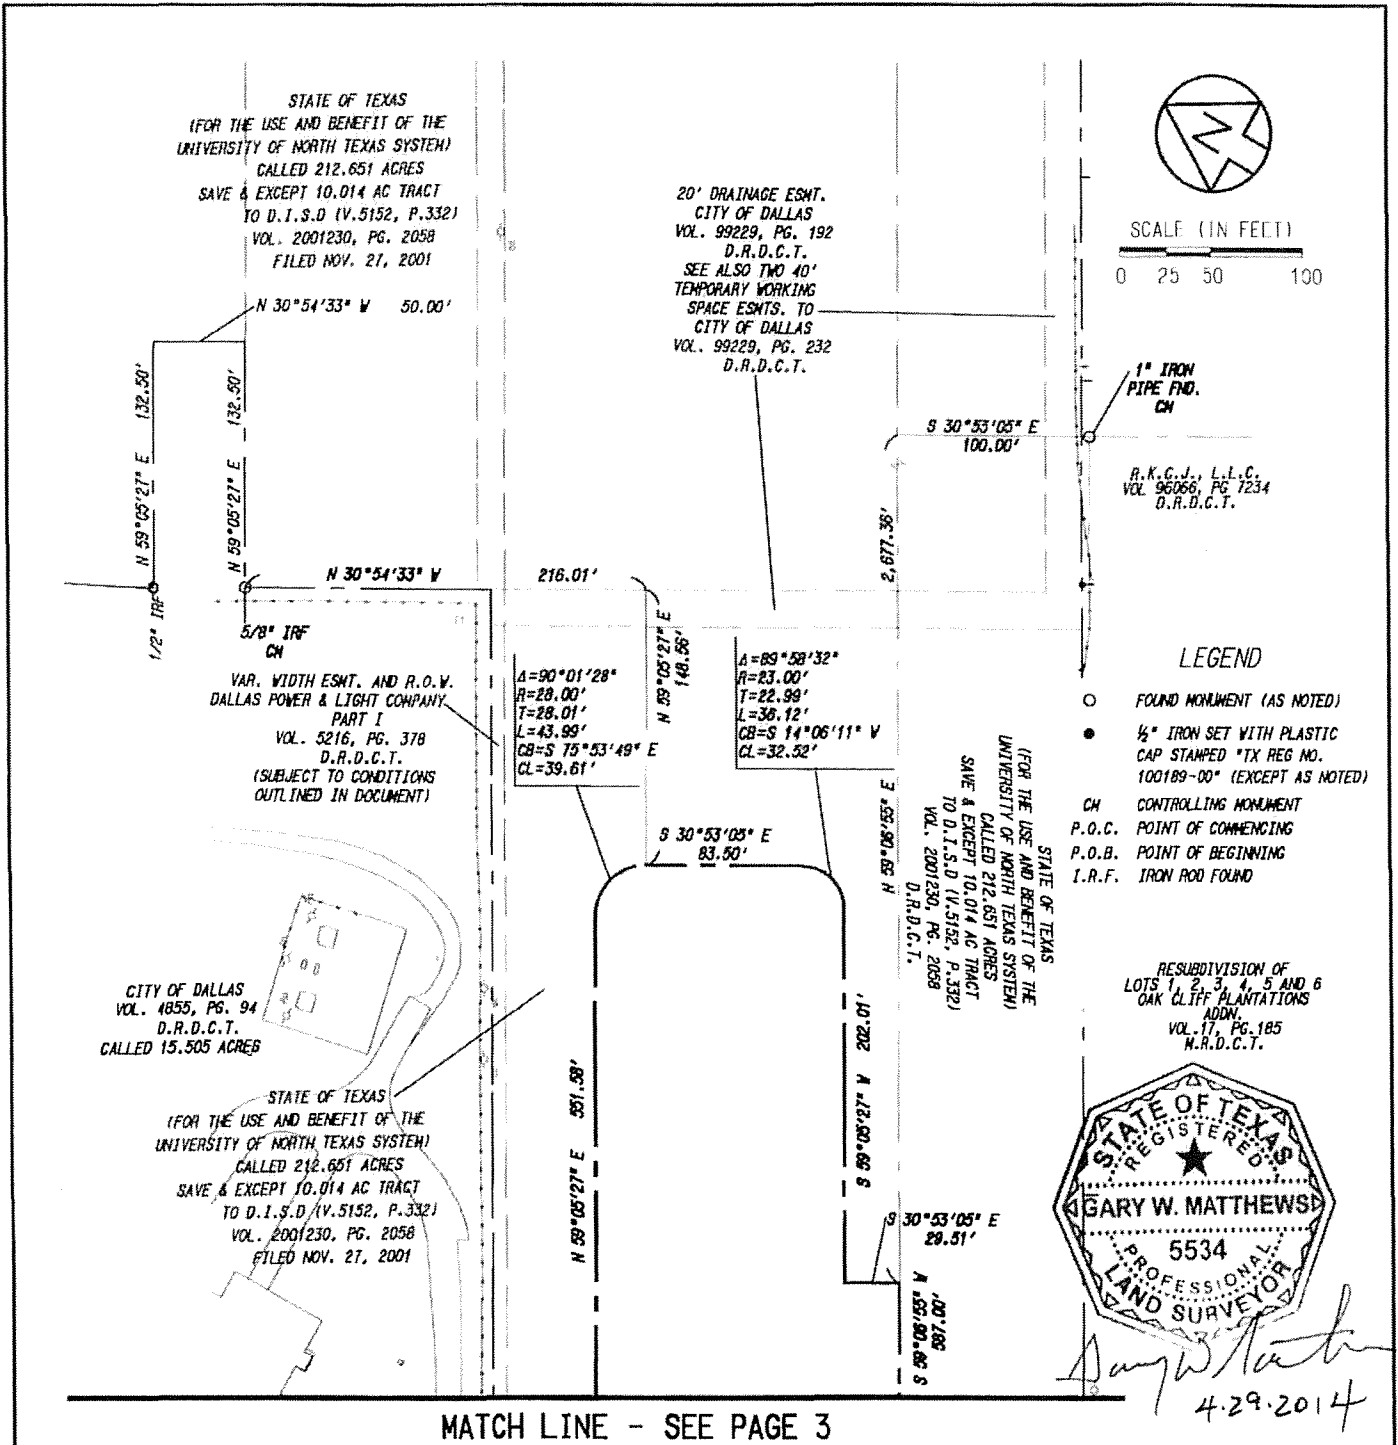 STATE OF TEXAS
(FOR THE USE AND BENEFIT OF THE
UNIVERSITY OF NORTH TEXAS SYSTEM)
CALLED 212.651 ACRES
SAVE & EXCEPT 10.014 AC TRACT
TO D.I.S.D (V.5152, P.332)
VOL. 2001230, PG. 2058
FILED NOV. 27, 2001
N 30°54'33" W 50.00'
N 59°05'27" E 132.50'
N 59°05'27" E 132.50'
1/2" IRF
5/8" IRF
CM
20' DRAINAGE ESMT.
CITY OF DALLAS
VOL. 99229, PG. 192
D.R.D.C.T.
SEE ALSO TWO 40'
TEMPORARY WORKING
SPACE ESMTS. TO
CITY OF DALLAS
VOL. 99229, PG. 232
D.R.D.C.T.
N
SCALE (IN FEET)
0 25 50 100
1" IRON
PIPE FND.
CM
S 30°53'05" E
100.00'
R.K.C.J., L.L.C.
VOL 96066, PG 7234
D.R.D.C.T.
2,677.36'
N 59°06'55" E
N 30°54'33" W 216.01'
N 59°05'27" E
148.56'
VAR. WIDTH ESMT. AND R.O.W.
DALLAS POWER & LIGHT COMPANY
PART I
VOL. 5216, PG. 378
D.R.D.C.T.
(SUBJECT TO CONDITIONS
OUTLINED IN DOCUMENT)
Δ=90°01'28"
R=28.00'
T=28.01'
L=43.99'
CB=S 75°53'49" E
CL=39.61'
Δ=89°58'32"
R=23.00'
T=22.99'
L=36.12'
CB=S 14°06'11" W
CL=32.52'
S 30°53'05" E
83.50'
STATE OF TEXAS
(FOR THE USE AND BENEFIT OF THE
UNIVERSITY OF NORTH TEXAS SYSTEM)
CALLED 212.651 ACRES
SAVE & EXCEPT 10.014 AC TRACT
TO D.I.S.D (V.5152, P.332)
VOL. 2001230, PG. 2058
D.R.D.C.T.
LEGEND
FOUND MONUMENT (AS NOTED)
½" IRON SET WITH PLASTIC
CAP STAMPED "TX REG NO.
100189-00" (EXCEPT AS NOTED)
CM CONTROLLING MONUMENT
P.O.C. POINT OF COMMENCING
P.O.B. POINT OF BEGINNING
I.R.F. IRON ROD FOUND
CITY OF DALLAS
VOL. 4855, PG. 94
D.R.D.C.T.
CALLED 15.505 ACRES
STATE OF TEXAS
(FOR THE USE AND BENEFIT OF THE
UNIVERSITY OF NORTH TEXAS SYSTEM)
CALLED 212.651 ACRES
SAVE & EXCEPT 10.014 AC TRACT
TO D.I.S.D (V.5152, P.332)
VOL. 2001230, PG. 2058
FILED NOV. 27, 2001
N 59°05'27" E 551.58'
S 59°05'27" W 202.01'
S 30°53'05" E
29.51'
S 59°06'55" W
587.00'
RESUBDIVISION OF
LOTS 1, 2, 3, 4, 5 AND 6
OAK CLIFF PLANTATIONS
ADDN.
VOL.17, PG.185
M.R.D.C.T.
STATE OF TEXAS
REGISTERED
GARY W. MATTHEWS
5534
PROFESSIONAL
LAND SURVEYOR
4.29.2014
MATCH LINE - SEE PAGE 3